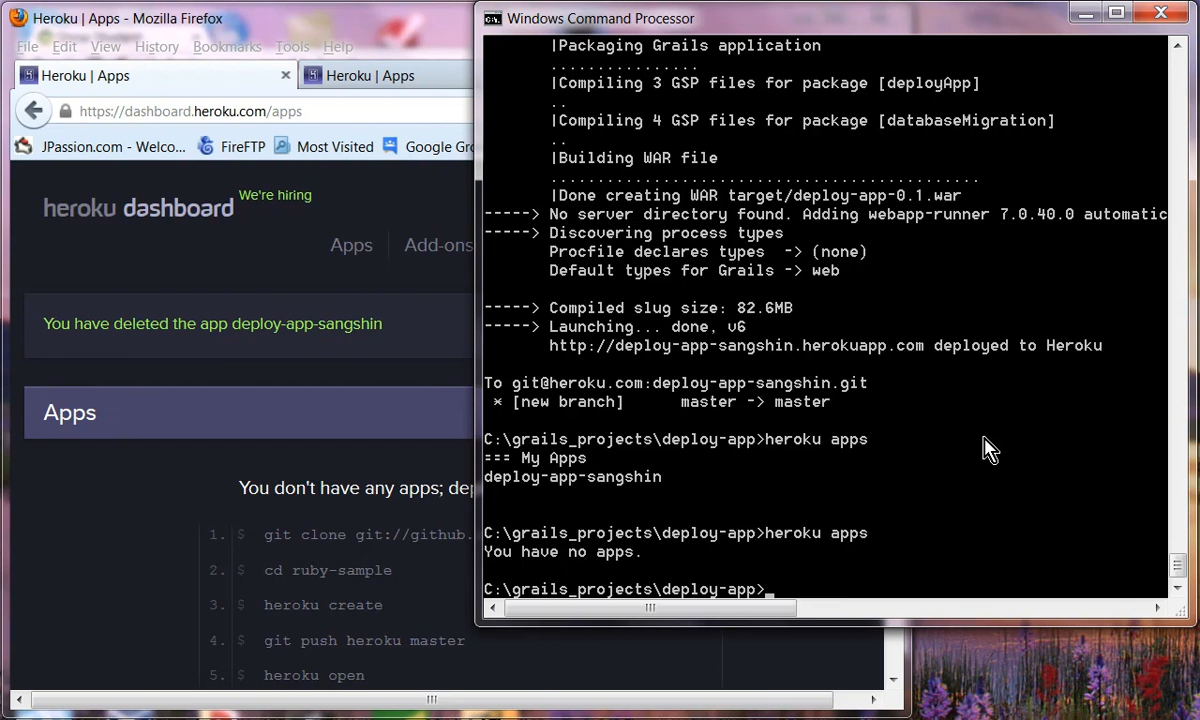 Heroku | Apps - Mozilla Firefox
File Edit View History Bookmarks Tools Help
Heroku | Apps
Heroku | Apps
https://dashboard.heroku.com/apps
JPassion.com - Welco...
FireFTP
Most Visited
Google Gr
heroku dashboard
We're hiring
Apps
Add-ons
You have deleted the app deploy-app-sangshin
Apps
You don't have any apps;
1. $ git clone git://github.
2. $ cd ruby-sample
3. $ heroku create
4. $ git push heroku master
5. $ heroku open
Windows Command Processor
|Packaging Grails application
................
|Compiling 3 GSP files for package [deployApp]
..
|Compiling 4 GSP files for package [databaseMigration]
..
|Building WAR file
..............................................
|Done creating WAR target/deploy-app-0.1.war
-----> No server directory found. Adding webapp-runner 7.0.40.0 automatic
-----> Discovering process types
Procfile declares types -> (none)
Default types for Grails -> web
-----> Compiled slug size: 82.6MB
-----> Launching... done, v6
http://deploy-app-sangshin.herokuapp.com deployed to Heroku
To git@heroku.com:deploy-app-sangshin.git
* [new branch] master -> master
C:\grails_projects\deploy-app>heroku apps
=== My Apps
deploy-app-sangshin
C:\grails_projects\deploy-app>heroku apps
You have no apps.
C:\grails_projects\deploy-app>_